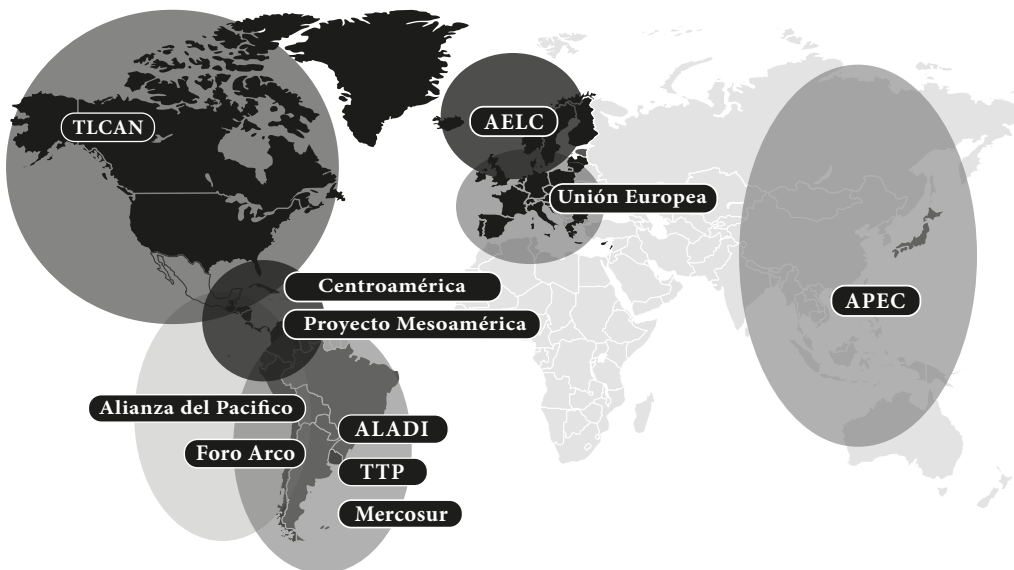 TLCAN
AELC
Unión Europea
Centroamérica
APEC
Proyecto Mesoamérica
Alianza del Pacifico
ALADI
Foro Arco
TTP
Mercosur